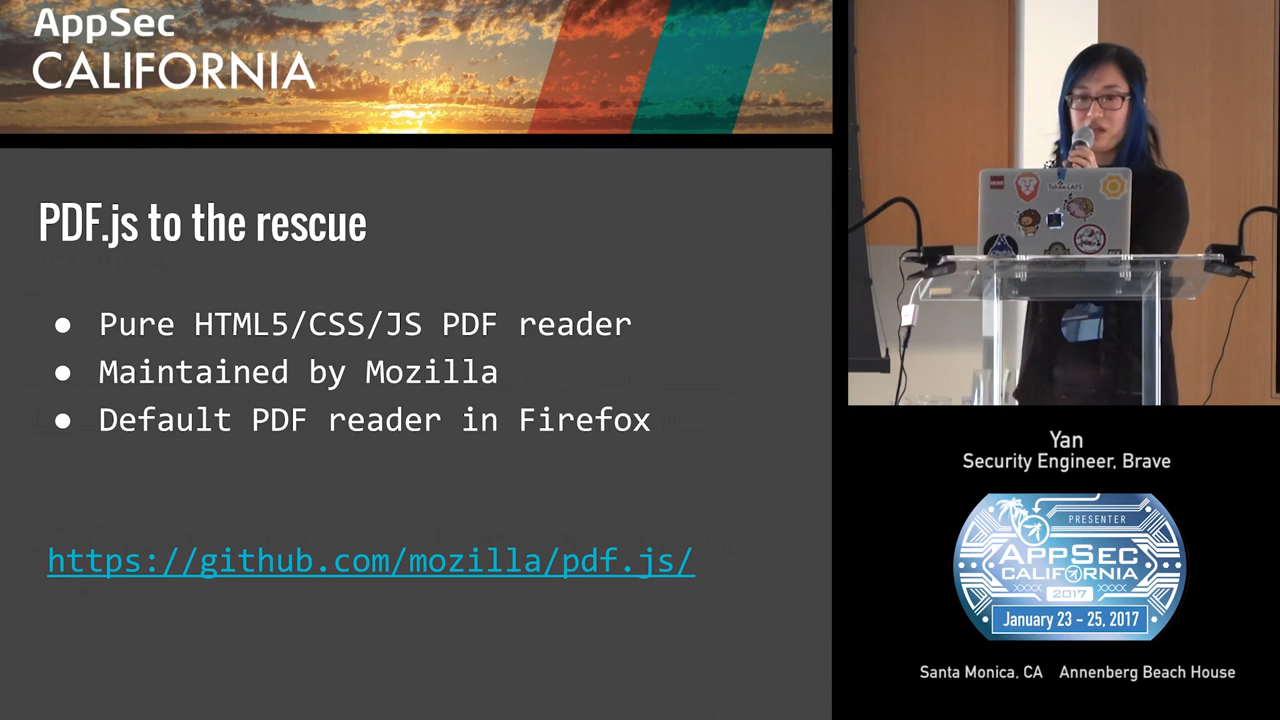 AppSec
CALIFORNIA
PDF.js to the rescue
● Pure HTML5/CSS/JS PDF reader
● Maintained by Mozilla
● Default PDF reader in Firefox
https://github.com/mozilla/pdf.js/
Tahoe-LAFS
Yan
Security Engineer, Brave
PRESENTER
APPSEC
CALIFORNIA
2017
January 23 - 25, 2017
Santa Monica, CA Annenberg Beach House